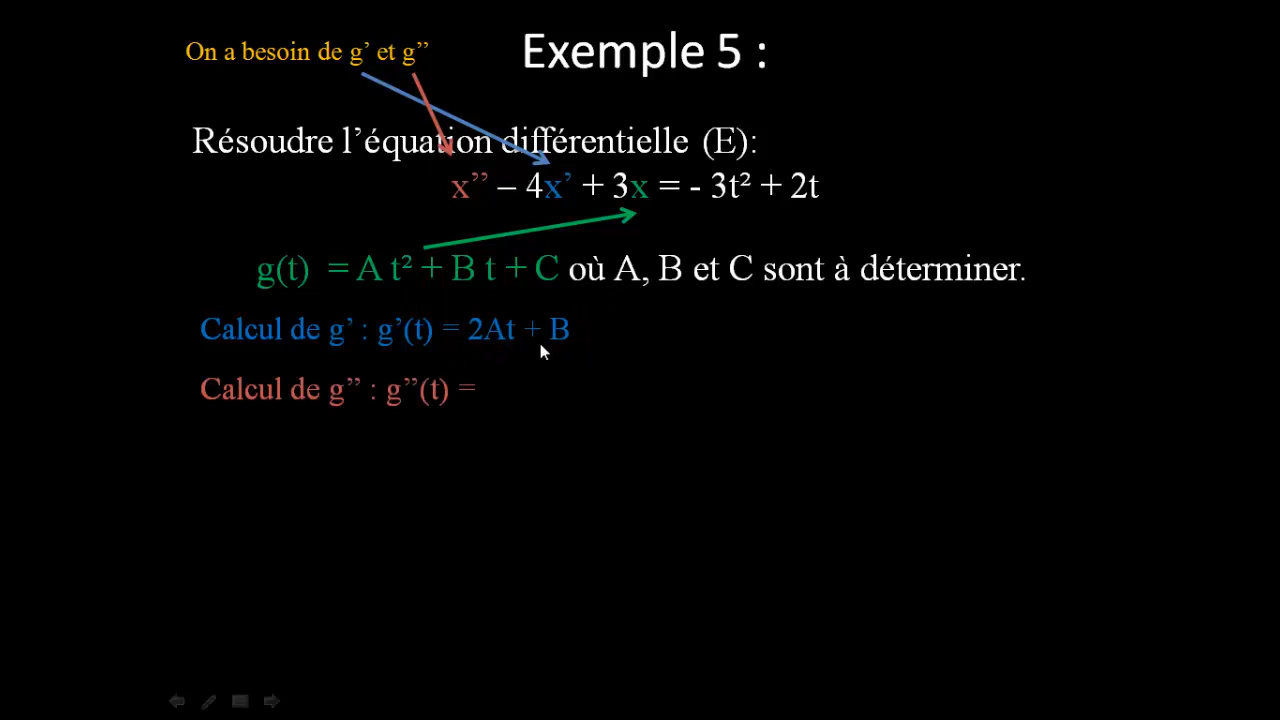 On a besoin de g’ et g’’
Exemple 5 :
Résoudre l’équation différentielle (E):
x’’ – 4x’ + 3x = - 3t² + 2t
g(t) = A t² + B t + C où A, B et C sont à déterminer.
Calcul de g’ : g’(t) = 2At + B
Calcul de g’’ : g’’(t) =